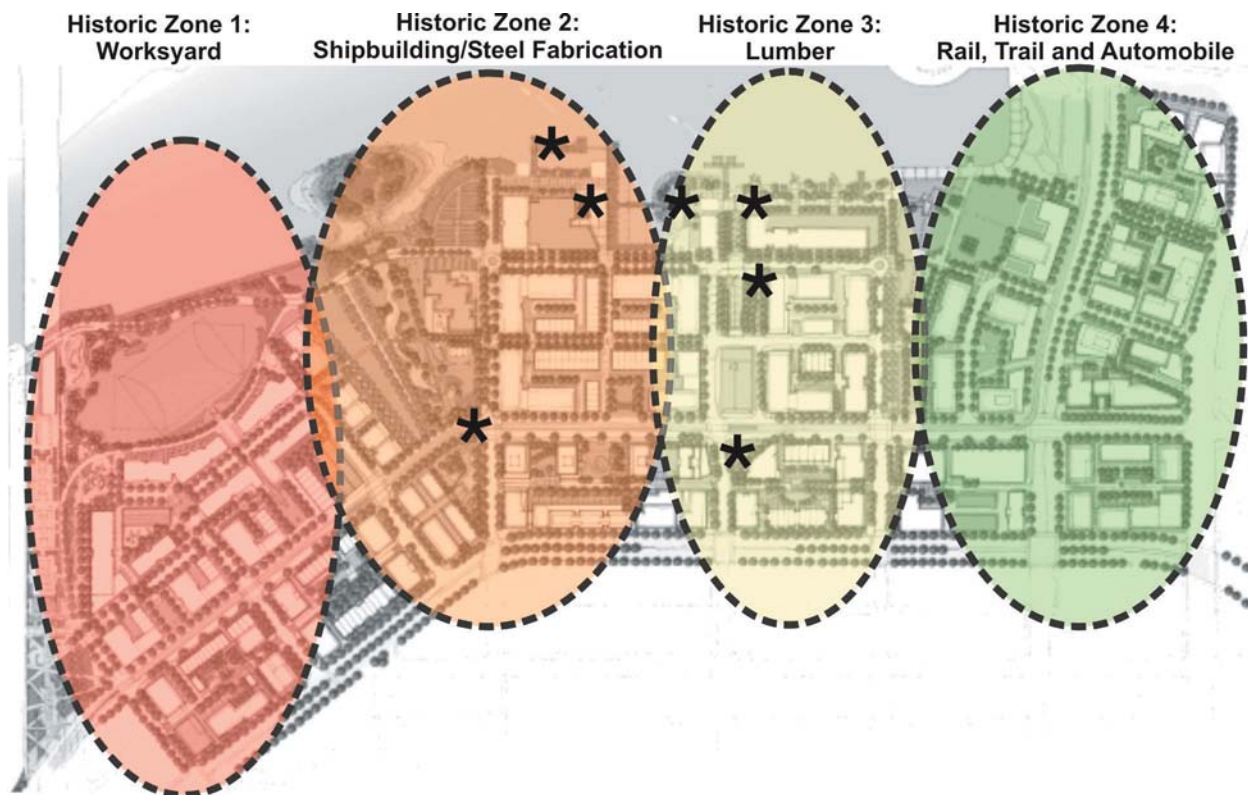 Historic Zone 1:
Worksyard
Historic Zone 2:
Shipbuilding/Steel Fabrication
Historic Zone 3:
Lumber
Historic Zone 4:
Rail, Trail and Automobile